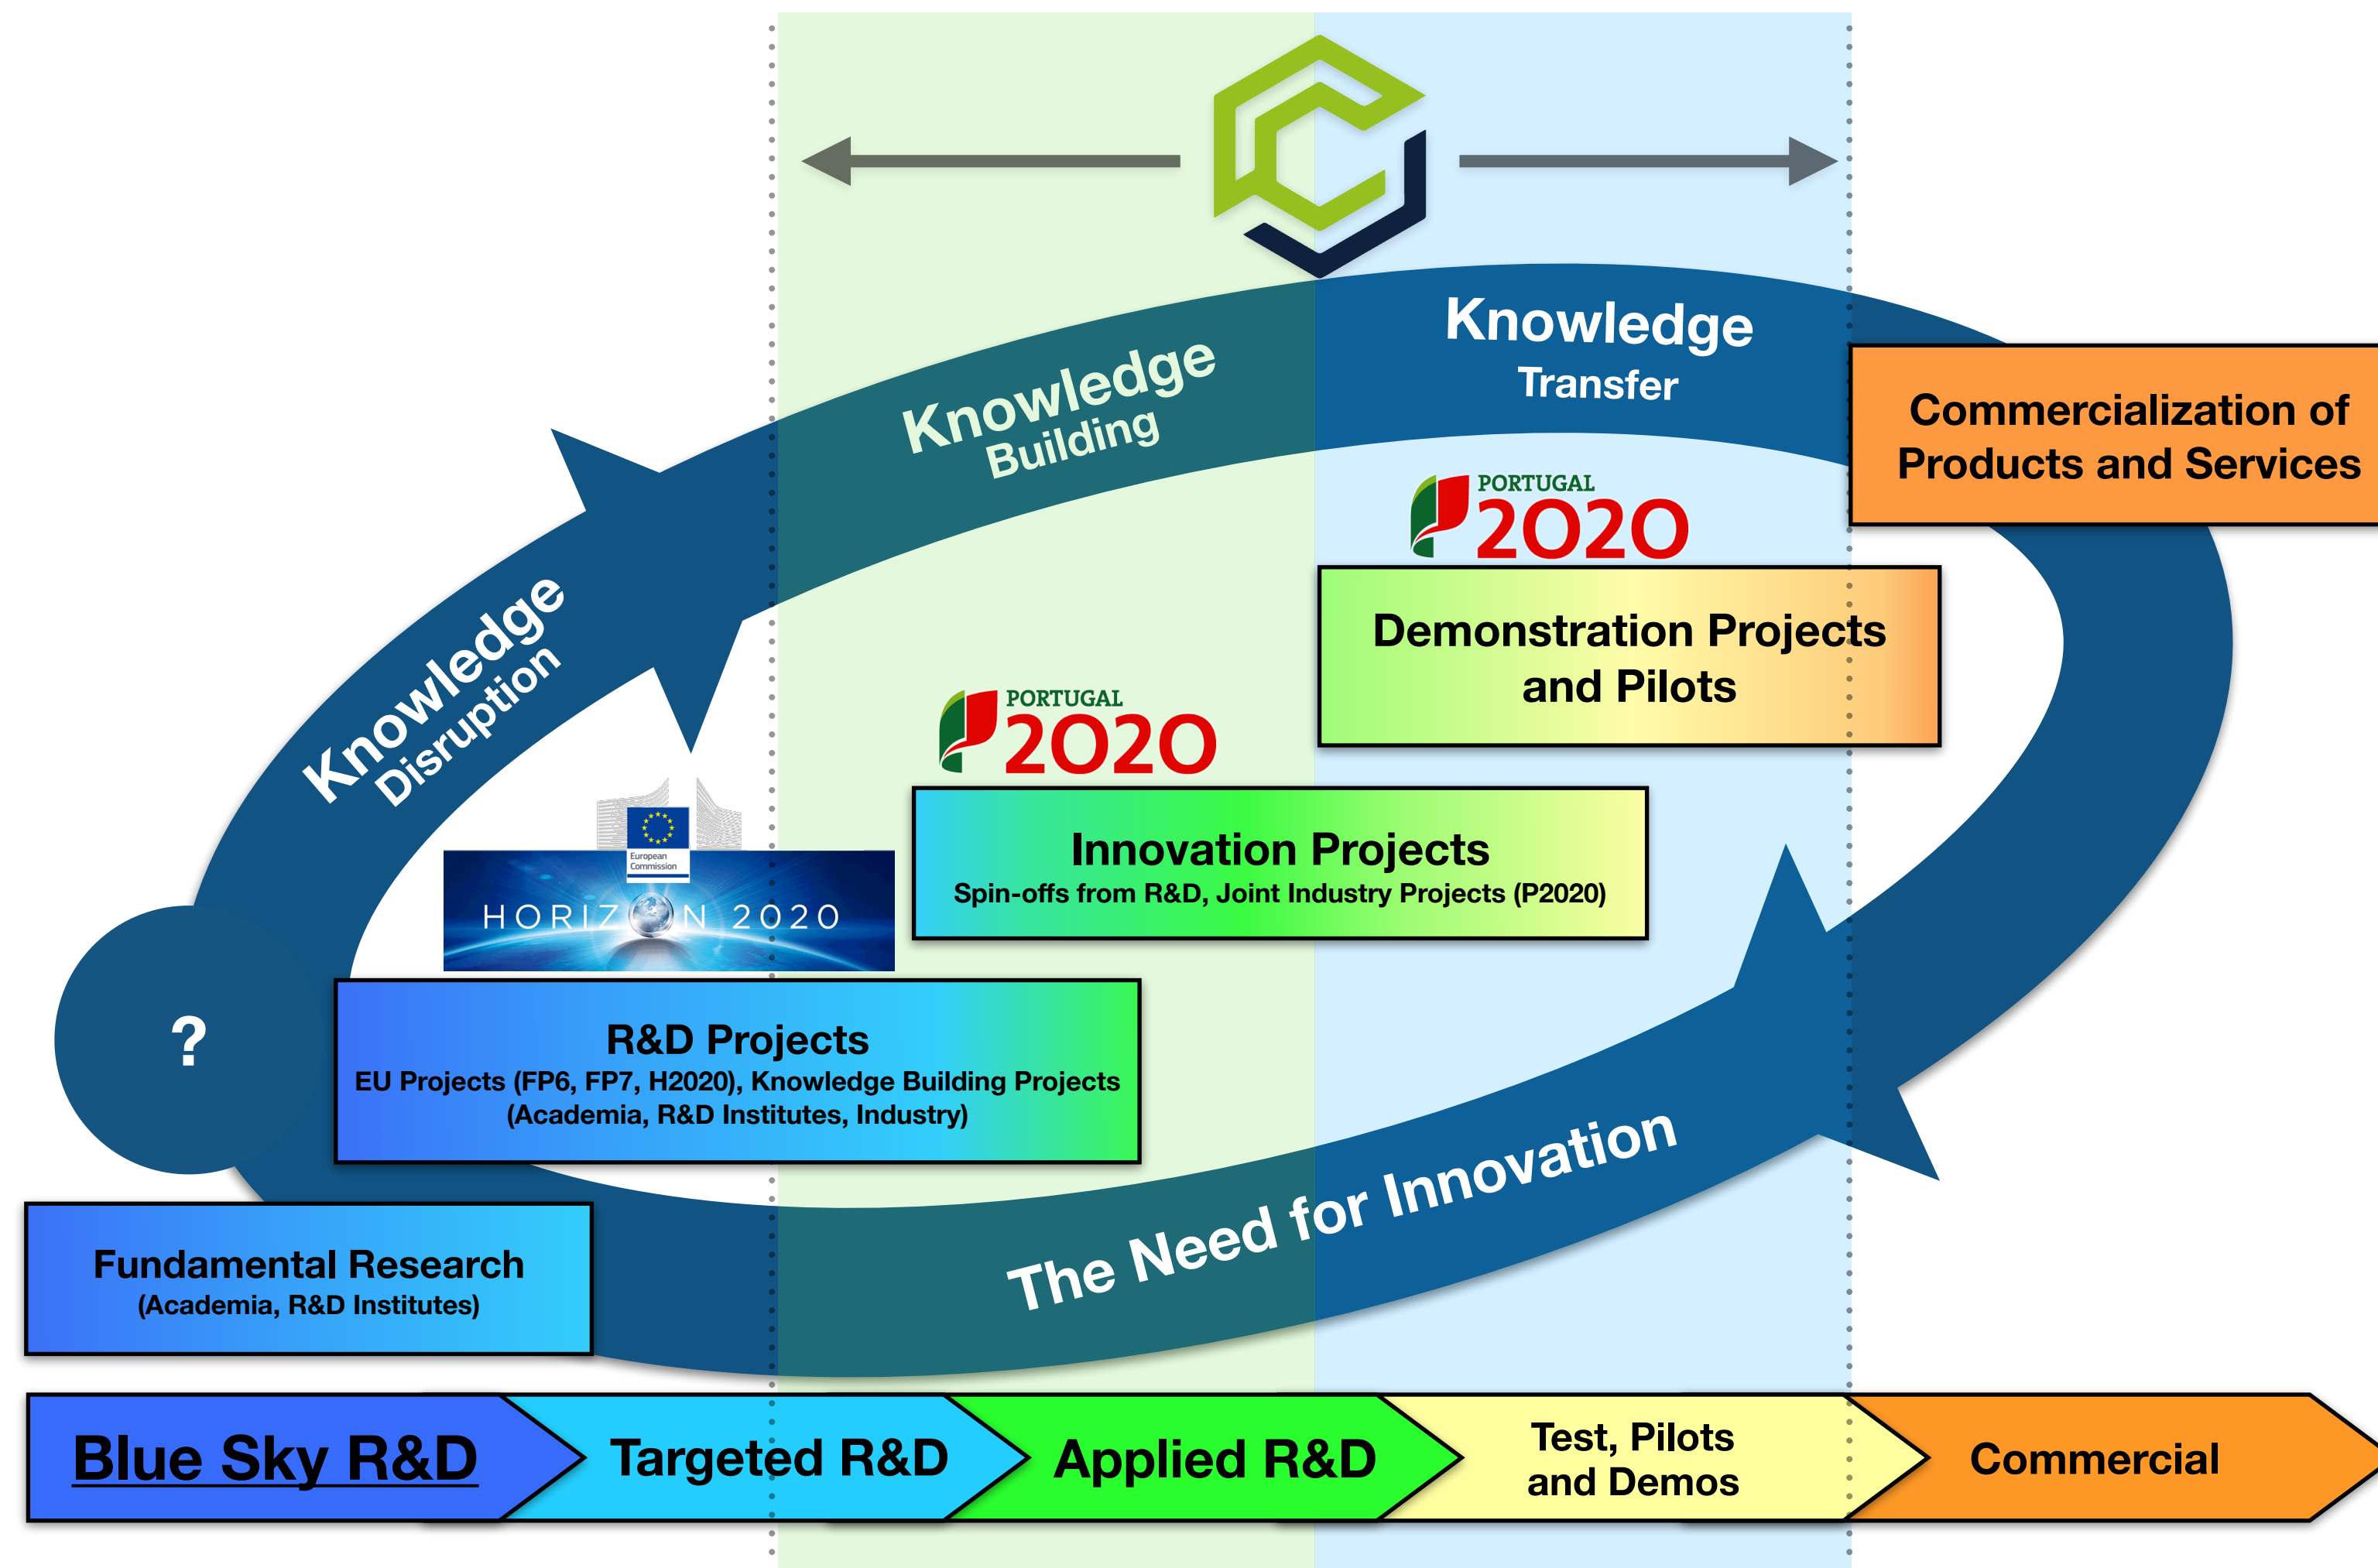 Knowledge
Transfer
Knowledge
Building
Commercialization of
Products and Services
PORTUGAL
2020
Knowledge
Disruption
Demonstration Projects
and Pilots
PORTUGAL
2020
Innovation Projects
Spin-offs from R&D, Joint Industry Projects (P2020)
European
Commission
HORIZON 2020
?
R&D Projects
EU Projects (FP6, FP7, H2020), Knowledge Building Projects
(Academia, R&D Institutes, Industry)
The Need for Innovation
Fundamental Research
(Academia, R&D Institutes)
Blue Sky R&D
Targeted R&D
Applied R&D
Test, Pilots
and Demos
Commercial